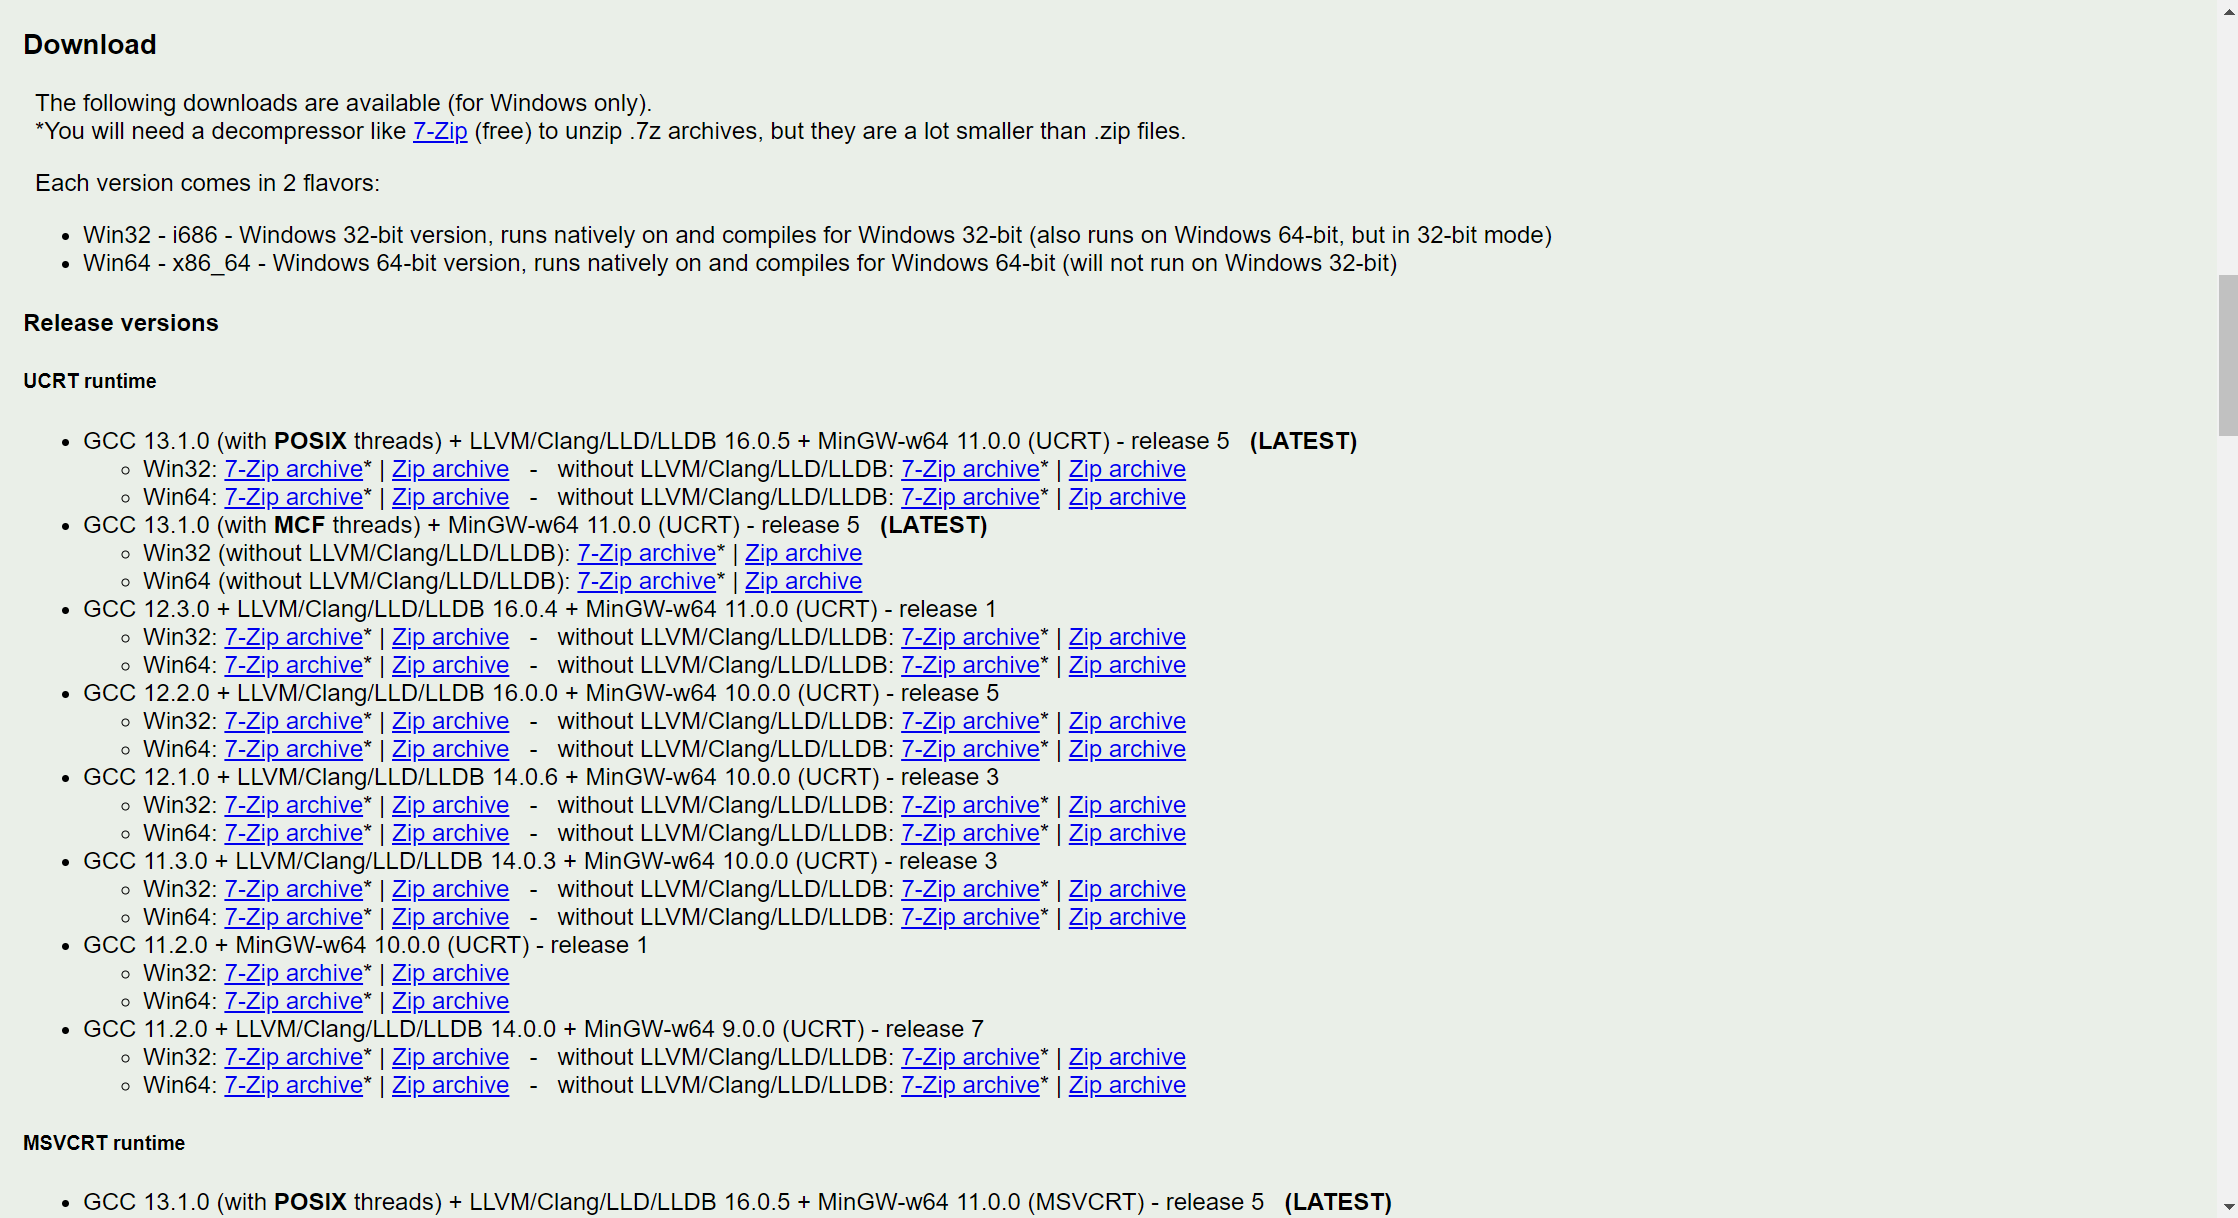 Download
The following downloads are available (for Windows only).
*You will need a decompressor like 7-Zip (free) to unzip .7z archives, but they are a lot smaller than .zip files.
Each version comes in 2 flavors:
• Win32 - i686 - Windows 32-bit version, runs natively on and compiles for Windows 32-bit (also runs on Windows 64-bit, but in 32-bit mode)
• Win64 - x86_64 - Windows 64-bit version, runs natively on and compiles for Windows 64-bit (will not run on Windows 32-bit)
Release versions
UCRT runtime
• GCC 13.1.0 (with POSIX threads) + LLVM/Clang/LLD/LLDB 16.0.5 + MinGW-w64 11.0.0 (UCRT) - release 5 (LATEST)
◦ Win32: 7-Zip archive* | Zip archive - without LLVM/Clang/LLD/LLDB: 7-Zip archive* | Zip archive
◦ Win64: 7-Zip archive* | Zip archive - without LLVM/Clang/LLD/LLDB: 7-Zip archive* | Zip archive
• GCC 13.1.0 (with MCF threads) + MinGW-w64 11.0.0 (UCRT) - release 5 (LATEST)
◦ Win32 (without LLVM/Clang/LLD/LLDB): 7-Zip archive* | Zip archive
◦ Win64 (without LLVM/Clang/LLD/LLDB): 7-Zip archive* | Zip archive
• GCC 12.3.0 + LLVM/Clang/LLD/LLDB 16.0.4 + MinGW-w64 11.0.0 (UCRT) - release 1
◦ Win32: 7-Zip archive* | Zip archive - without LLVM/Clang/LLD/LLDB: 7-Zip archive* | Zip archive
◦ Win64: 7-Zip archive* | Zip archive - without LLVM/Clang/LLD/LLDB: 7-Zip archive* | Zip archive
• GCC 12.2.0 + LLVM/Clang/LLD/LLDB 16.0.0 + MinGW-w64 10.0.0 (UCRT) - release 5
◦ Win32: 7-Zip archive* | Zip archive - without LLVM/Clang/LLD/LLDB: 7-Zip archive* | Zip archive
◦ Win64: 7-Zip archive* | Zip archive - without LLVM/Clang/LLD/LLDB: 7-Zip archive* | Zip archive
• GCC 12.1.0 + LLVM/Clang/LLD/LLDB 14.0.6 + MinGW-w64 10.0.0 (UCRT) - release 3
◦ Win32: 7-Zip archive* | Zip archive - without LLVM/Clang/LLD/LLDB: 7-Zip archive* | Zip archive
◦ Win64: 7-Zip archive* | Zip archive - without LLVM/Clang/LLD/LLDB: 7-Zip archive* | Zip archive
• GCC 11.3.0 + LLVM/Clang/LLD/LLDB 14.0.3 + MinGW-w64 10.0.0 (UCRT) - release 3
◦ Win32: 7-Zip archive* | Zip archive - without LLVM/Clang/LLD/LLDB: 7-Zip archive* | Zip archive
◦ Win64: 7-Zip archive* | Zip archive - without LLVM/Clang/LLD/LLDB: 7-Zip archive* | Zip archive
• GCC 11.2.0 + MinGW-w64 10.0.0 (UCRT) - release 1
◦ Win32: 7-Zip archive* | Zip archive
◦ Win64: 7-Zip archive* | Zip archive
• GCC 11.2.0 + LLVM/Clang/LLD/LLDB 14.0.0 + MinGW-w64 9.0.0 (UCRT) - release 7
◦ Win32: 7-Zip archive* | Zip archive - without LLVM/Clang/LLD/LLDB: 7-Zip archive* | Zip archive
◦ Win64: 7-Zip archive* | Zip archive - without LLVM/Clang/LLD/LLDB: 7-Zip archive* | Zip archive
MSVCRT runtime
• GCC 13.1.0 (with POSIX threads) + LLVM/Clang/LLD/LLDB 16.0.5 + MinGW-w64 11.0.0 (MSVCRT) - release 5 (LATEST)